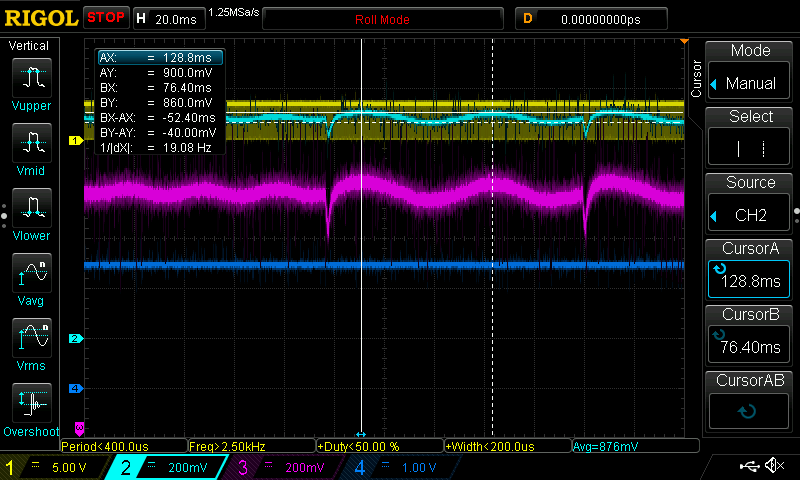 RIGOL STOP H 20.0ms 1.25MSa/s Roll Mode D 0.00000000ps
Vertical
Vupper
Vmid
Vlower
Vavg
Vrms
Overshoot
AX: = 128.8ms
AY: = 900.0mV
BX: = 76.40ms
BY: = 860.0mV
BX-AX: = -52.40ms
BY-AY: = -40.00mV
1/|dX|: = 19.08 Hz
1
2
4
3
Cursor
Mode
Manual
Select
Source
CH2
CursorA
128.8ms
CursorB
76.40ms
CursorAB
Period<400.0us Freq>2.50kHz +Duty<50.00 % +Width<200.0us Avg=876mV
1 5.00 V 2 200mV 3 200mV 4 1.00 V